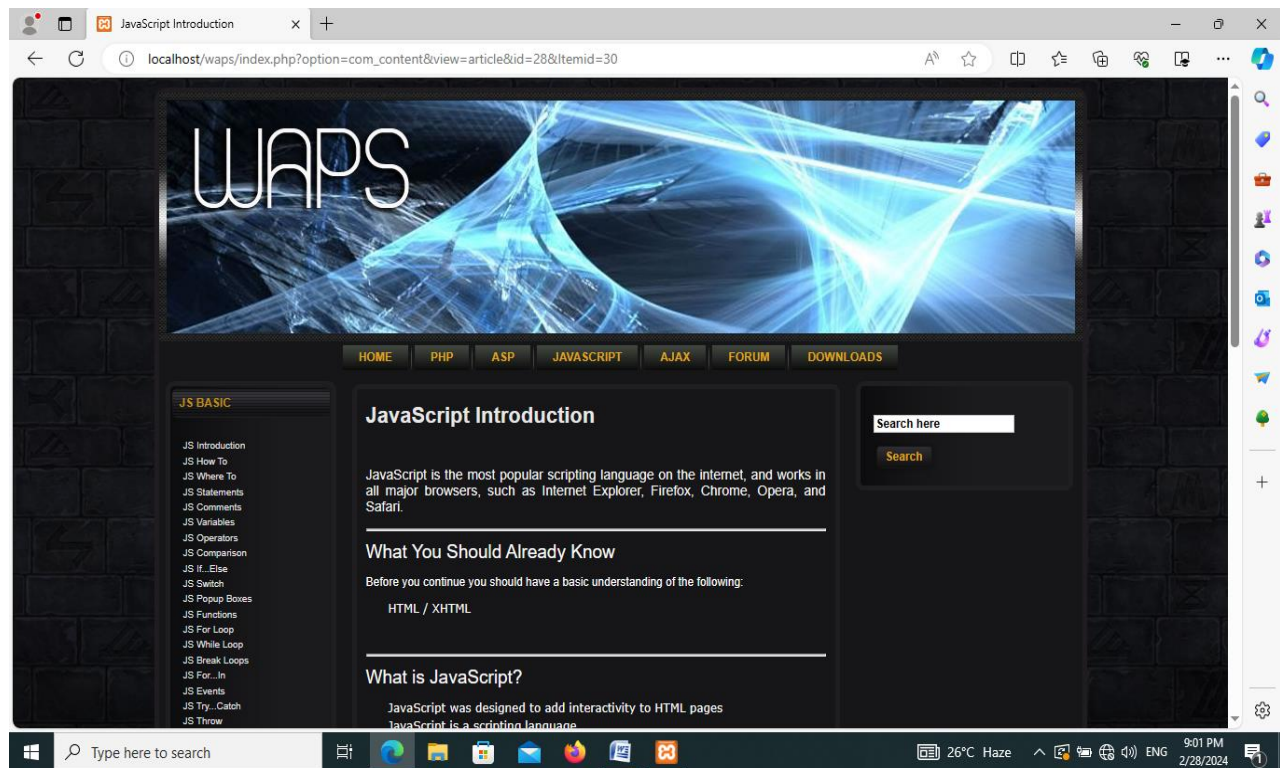 JavaScript Introduction
localhost/waps/index.php?option=com_content&view=article&id=28&Itemid=30
WAPS
HOME PHP ASP JAVASCRIPT AJAX FORUM DOWNLOADS
JS BASIC
JS Introduction
JS How To
JS Where To
JS Statements
JS Comments
JS Variables
JS Operators
JS Comparison
JS If...Else
JS Switch
JS Popup Boxes
JS Functions
JS For Loop
JS While Loop
JS Break Loops
JS For...In
JS Events
JS Try...Catch
JS Throw
JavaScript Introduction
JavaScript is the most popular scripting language on the internet, and works in
all major browsers, such as Internet Explorer, Firefox, Chrome, Opera, and
Safari.
What You Should Already Know
Before you continue you should have a basic understanding of the following:
HTML / XHTML
What is JavaScript?
JavaScript was designed to add interactivity to HTML pages
JavaScript is a scripting language
Search here
Search
Type here to search
26°C Haze
ENG
9:01 PM
2/28/2024